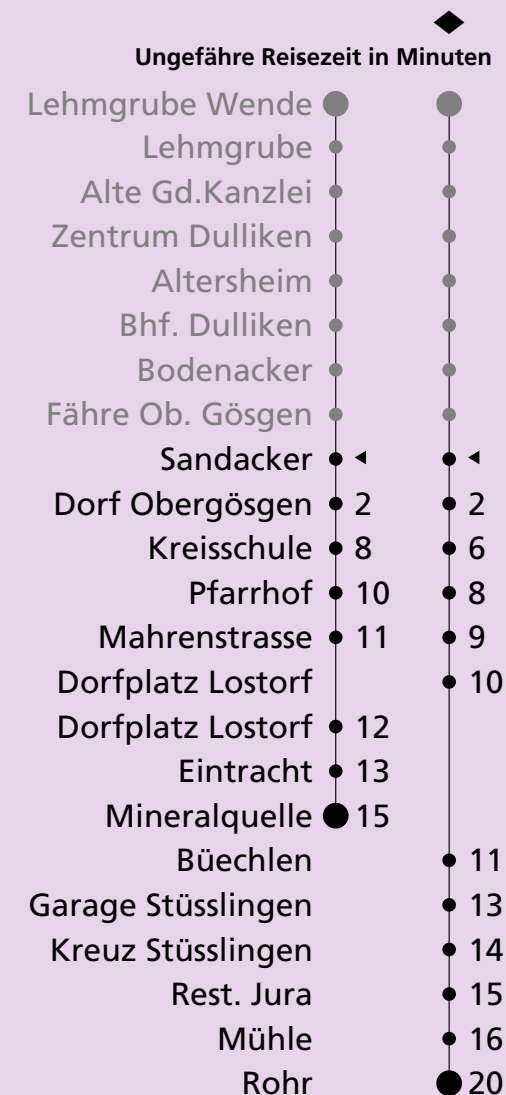 Ungefähre Reisezeit in Minuten
Lehmgrube Wende
Lehmgrube
Alte Gd.Kanzlei
Zentrum Dulliken
Altersheim
Bhf. Dulliken
Bodenacker
Fähre Ob. Gösgen
Sandacker
Dorf Obergösgen 2 2
Kreisschule 8 6
Pfarrhof 10 8
Mahrenstrasse 11 9
Dorfplatz Lostorf 10
Dorfplatz Lostorf 12
Eintracht 13
Mineralquelle 15
Büechlen 11
Garage Stüsslingen 13
Kreuz Stüsslingen 14
Rest. Jura 15
Mühle 16
Rohr 20